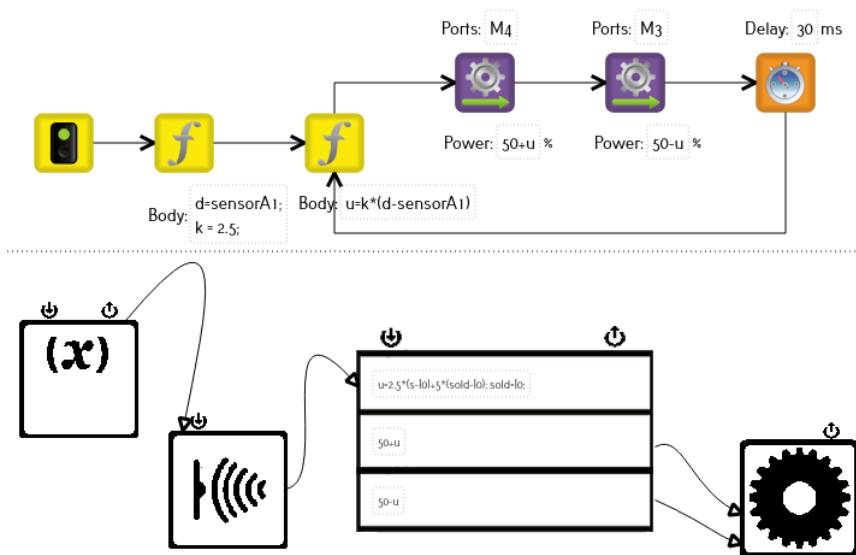 Ports: M4
Ports: M3
Delay: 30 ms
Power: 50+u %
Power: 50-u %
Body: d=sensorA1;
k = 2.5;
Body: u=k*(d-sensorA1)
(x)
u=2.5*(s-l0)+5*(sold-l0); sold=l0;
50+u
50-u